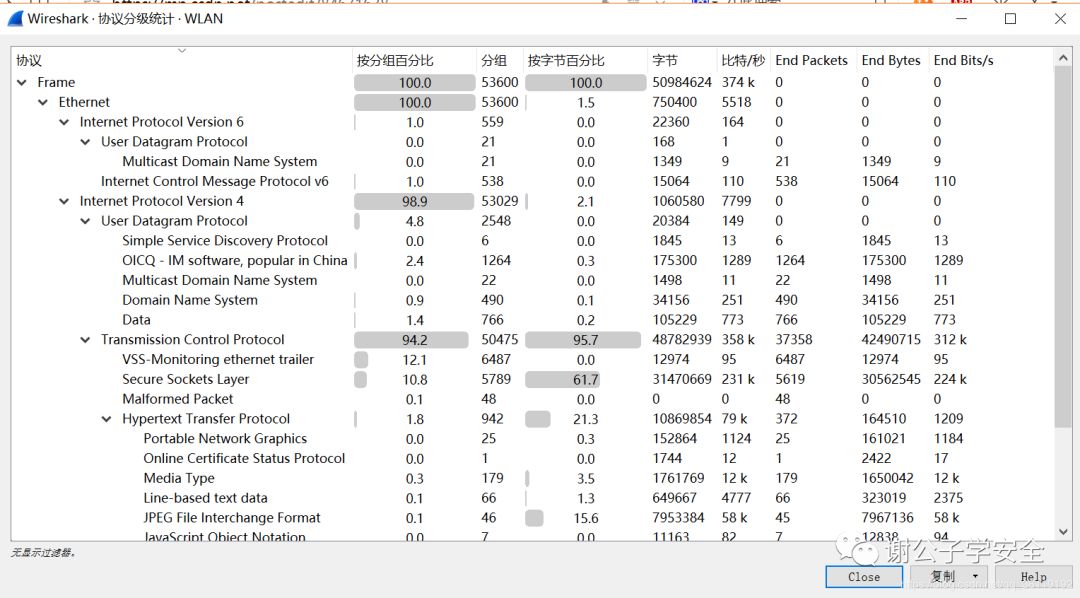 Wireshark · 协议分级统计 · WLAN
协议 按分组百分比 分组 按字节百分比 字节 比特/秒 End Packets End Bytes End Bits/s
Frame 100.0 53600 100.0 50984624 374 k 0 0 0
Ethernet 100.0 53600 1.5 750400 5518 0 0 0
Internet Protocol Version 6 1.0 559 0.0 22360 164 0 0 0
User Datagram Protocol 0.0 21 0.0 168 1 0 0 0
Multicast Domain Name System 0.0 21 0.0 1349 9 21 1349 9
Internet Control Message Protocol v6 1.0 538 0.0 15064 110 538 15064 110
Internet Protocol Version 4 98.9 53029 2.1 1060580 7799 0 0 0
User Datagram Protocol 4.8 2548 0.0 20384 149 0 0 0
Simple Service Discovery Protocol 0.0 6 0.0 1845 13 6 1845 13
OICQ - IM software, popular in China 2.4 1264 0.3 175300 1289 1264 175300 1289
Multicast Domain Name System 0.0 22 0.0 1498 11 22 1498 11
Domain Name System 0.9 490 0.1 34156 251 490 34156 251
Data 1.4 766 0.2 105229 773 766 105229 773
Transmission Control Protocol 94.2 50475 95.7 48782939 358 k 37358 42490715 312 k
VSS-Monitoring ethernet trailer 12.1 6487 0.0 12974 95 6487 12974 95
Secure Sockets Layer 10.8 5789 61.7 31470669 231 k 5619 30562545 224 k
Malformed Packet 0.1 48 0.0 0 0 48 0 0
Hypertext Transfer Protocol 1.8 942 21.3 10869854 79 k 372 164510 1209
Portable Network Graphics 0.0 25 0.3 152864 1124 25 161021 1184
Online Certificate Status Protocol 0.0 1 0.0 1744 12 1 2422 17
Media Type 0.3 179 3.5 1761769 12 k 179 1650042 12 k
Line-based text data 0.1 66 1.3 649667 4777 66 323019 2375
JPEG File Interchange Format 0.1 46 15.6 7953384 58 k 45 7967136 58 k
JavaScript Object Notation 0.0 7 0.0 11163 82 7 12838 94
无显示过滤器。
谢公子学安全
Close 复制 Help